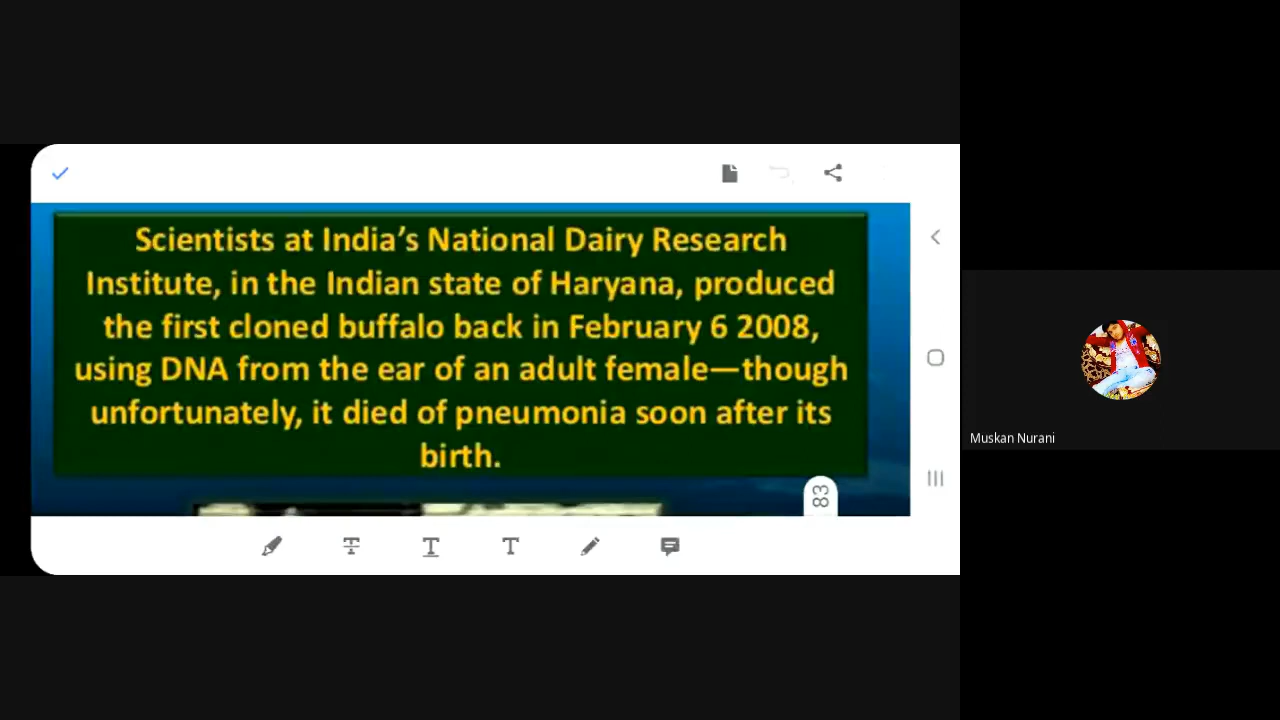 Scientists at India’s National Dairy Research
Institute, in the Indian state of Haryana, produced
the first cloned buffalo back in February 6 2008,
using DNA from the ear of an adult female—though
unfortunately, it died of pneumonia soon after its
birth.
83
Muskan Nurani